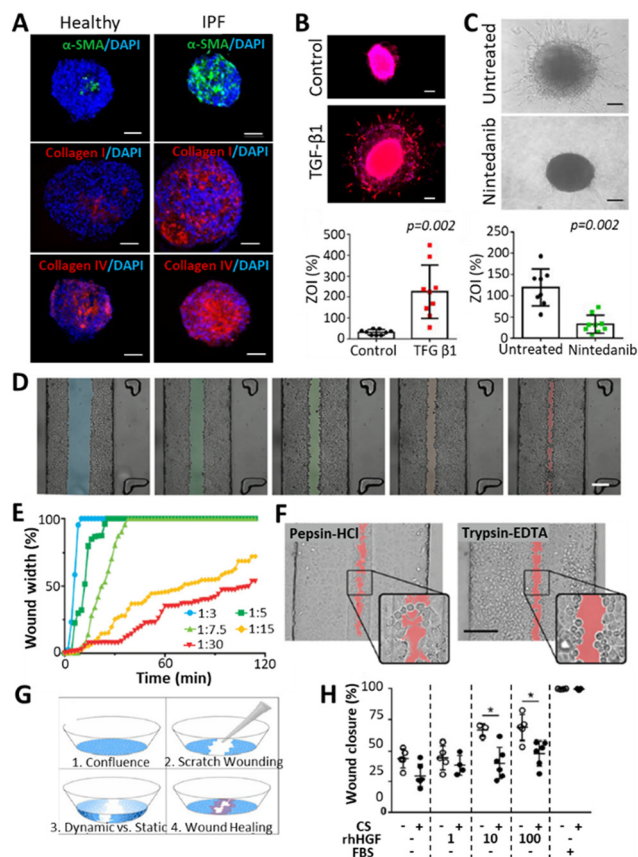 A
Healthy
IPF
α-SMA/DAPI
α-SMA/DAPI
Collagen I/DAPI
Collagen I/DAPI
Collagen IV/DAPI
Collagen IV/DAPI
B
Control
TGF-β1
p=0.002
ZOI (%)
500
400
300
200
100
0
Control
TFG β1
C
Untreated
Nintedanib
p=0.002
ZOI (%)
250
200
150
100
50
0
Untreated
Nintedanib
D
E
Wound width (%)
100
50
0
1:3
1:5
1:7.5
1:15
1:30
0
60
120
Time (min)
F
Pepsin-HCl
Trypsin-EDTA
G
1. Confluence
2. Scratch Wounding
3. Dynamic vs. Static
4. Wound Healing
H
Wound closure (%)
100
75
50
25
0
* *
CS - + - + - + - + - +
rhHGF - 1 10 100 -
FBS - +